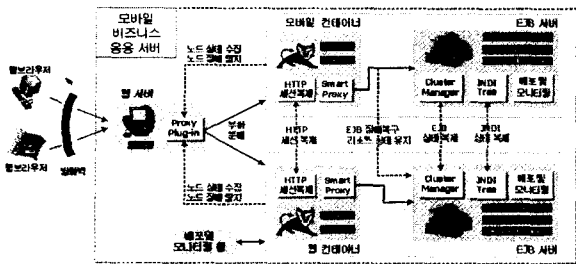 모바일
비즈니스
응용 서버
모바일 컨테이너
EJB 서버
노드 상태 수집
노드 장애 탐지
HTTP
세션복제
Smart
Proxy
Cluster
Manager
JNDI
Tree
배포및
모니터링
웹브라우저
웹 서버
Proxy
Plug-in
부하
분배
HTTP
세션 복제
EJB 장애복구
리소스 상태 유지
EJB
상태복제
JNDI
상태 복제
웹브라우저
방화벽
노드 상태 수집
노드 장애 탐지
HTTP
세션복제
Smart
Proxy
Cluster
Manager
JNDI
Tree
배포및
모니터링
배포및
모니터링 툴
웹 컨테이너
EJB 서버